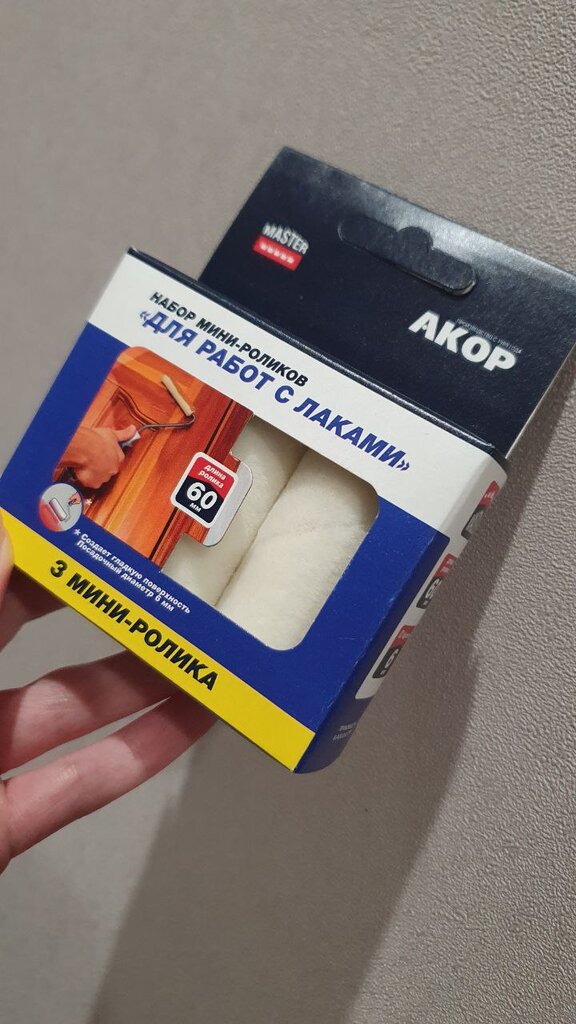 MASTER
АКОР
НАБОР МИНИ-РОЛИКОВ
«ДЛЯ РАБОТ С ЛАКАМИ»
длина
ролика
60
мм
* Создает гладкую поверхность
Посадочный диаметр 6 мм
3 МИНИ-РОЛИКА